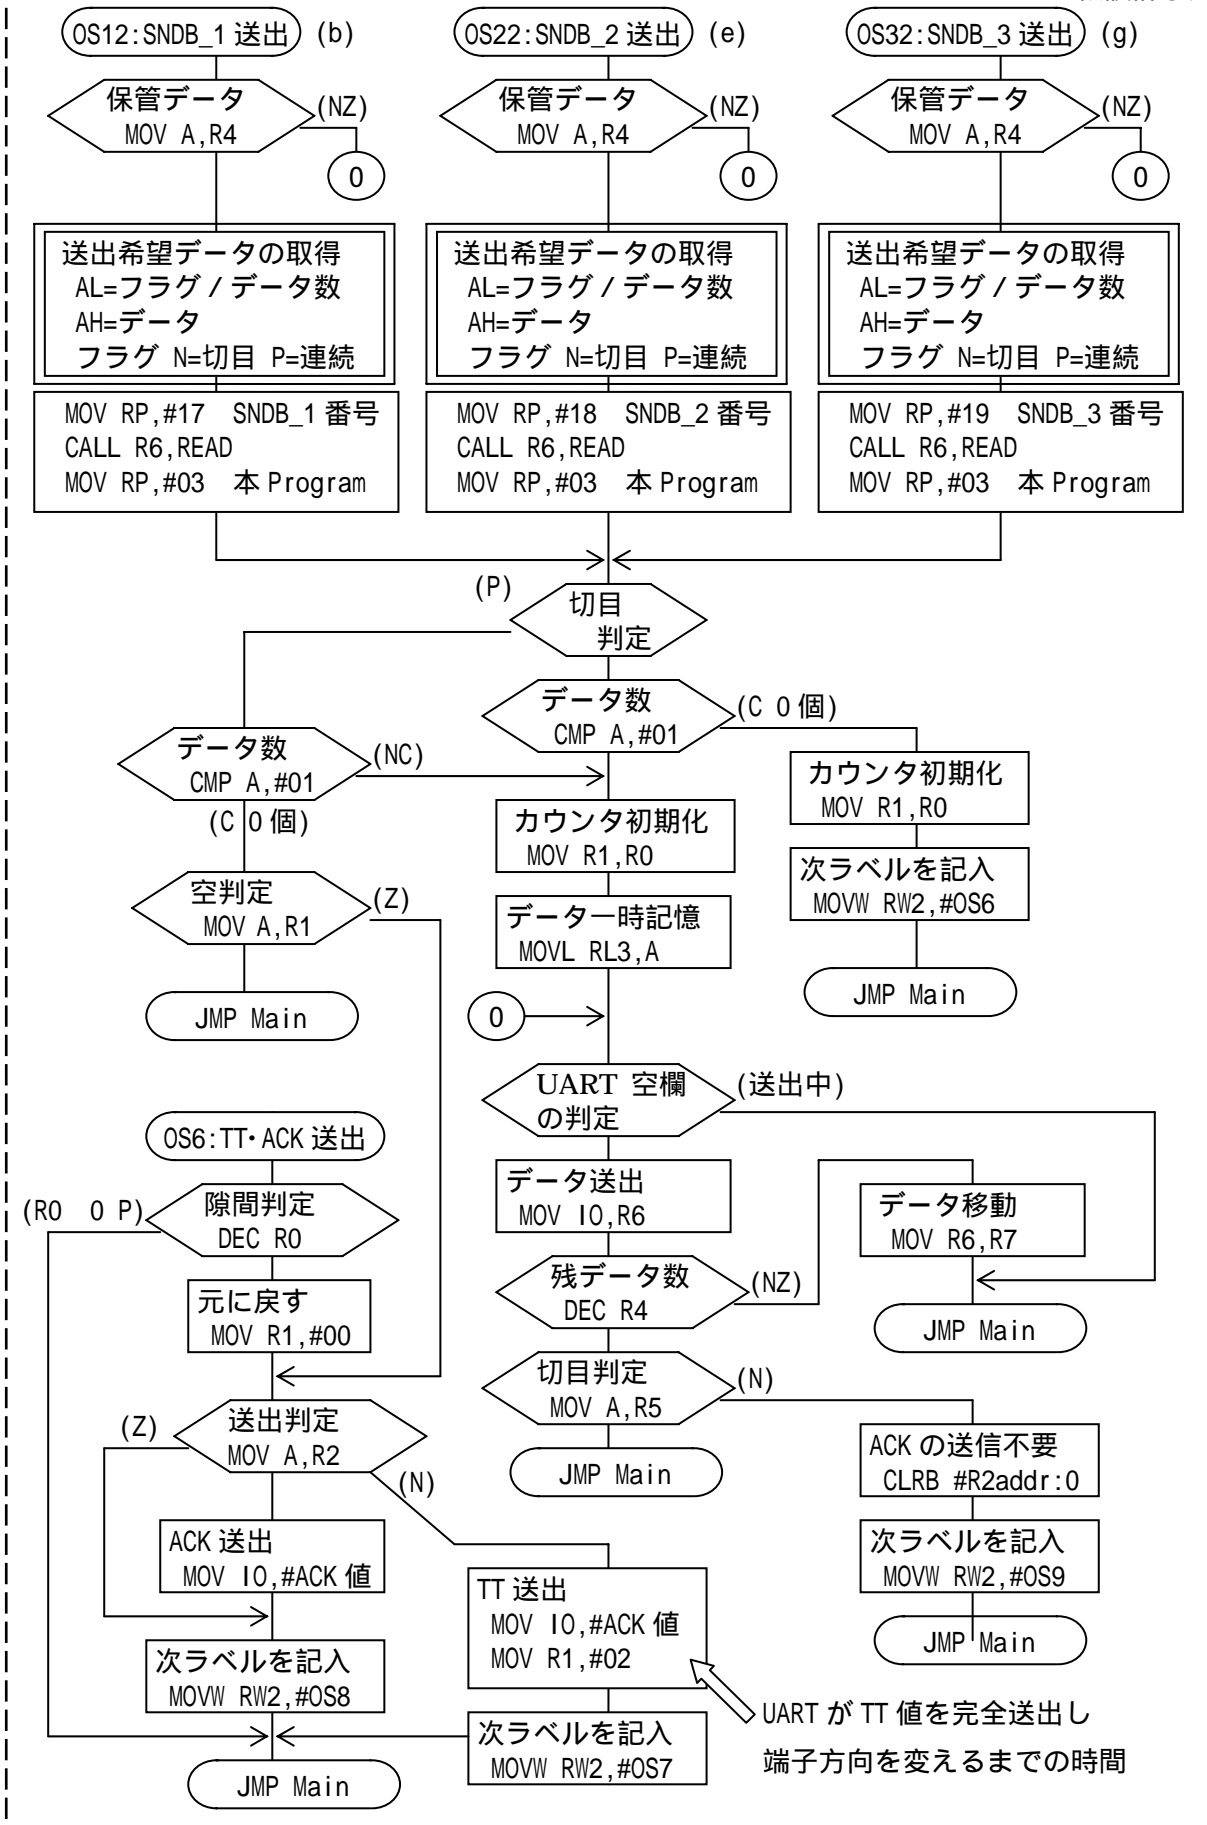 OS12:SNDB_1 送出 (b)
保管データ (NZ)
MOV A,R4
0
送出希望データの取得
AL=フラグ / データ数
AH=データ
フラグ N=切目 P=連続
MOV RP,#17 SNDB_1 番号
CALL R6,READ
MOV RP,#03 本 Program
OS22:SNDB_2 送出 (e)
保管データ (NZ)
MOV A,R4
0
送出希望データの取得
AL=フラグ / データ数
AH=データ
フラグ N=切目 P=連続
MOV RP,#18 SNDB_2 番号
CALL R6,READ
MOV RP,#03 本 Program
OS32:SNDB_3 送出 (g)
保管データ (NZ)
MOV A,R4
0
送出希望データの取得
AL=フラグ / データ数
AH=データ
フラグ N=切目 P=連続
MOV RP,#19 SNDB_3 番号
CALL R6,READ
MOV RP,#03 本 Program
(P)
切目
判定
データ数 (C 0個)
CMP A,#01
カウンタ初期化
MOV R1,R0
次ラベルを記入
MOVW RW2,#OS6
JMP Main
データ数 (NC)
CMP A,#01
(C 0個)
空判定 (Z)
MOV A,R1
JMP Main
カウンタ初期化
MOV R1,R0
データ一時記憶
MOVL RL3,A
0
UART 空欄 (送出中)
の判定
データ送出
MOV IO,R6
残データ数 (NZ)
DEC R4
データ移動
MOV R6,R7
JMP Main
切目判定 (N)
MOV A,R5
JMP Main
ACK の送信不要
CLRB #R2addr:0
次ラベルを記入
MOVW RW2,#OS9
JMP Main
OS6:TT・ACK 送出
(R0 0 P)
隙間判定
DEC R0
元に戻す
MOV R1,#00
(Z)
送出判定
MOV A,R2
(N)
ACK 送出
MOV IO,#ACK 値
次ラベルを記入
MOVW RW2,#OS8
JMP Main
TT 送出
MOV IO,#ACK 値
MOV R1,#02
次ラベルを記入
MOVW RW2,#OS7
UART が TT 値を完全送出し
端子方向を変えるまでの時間